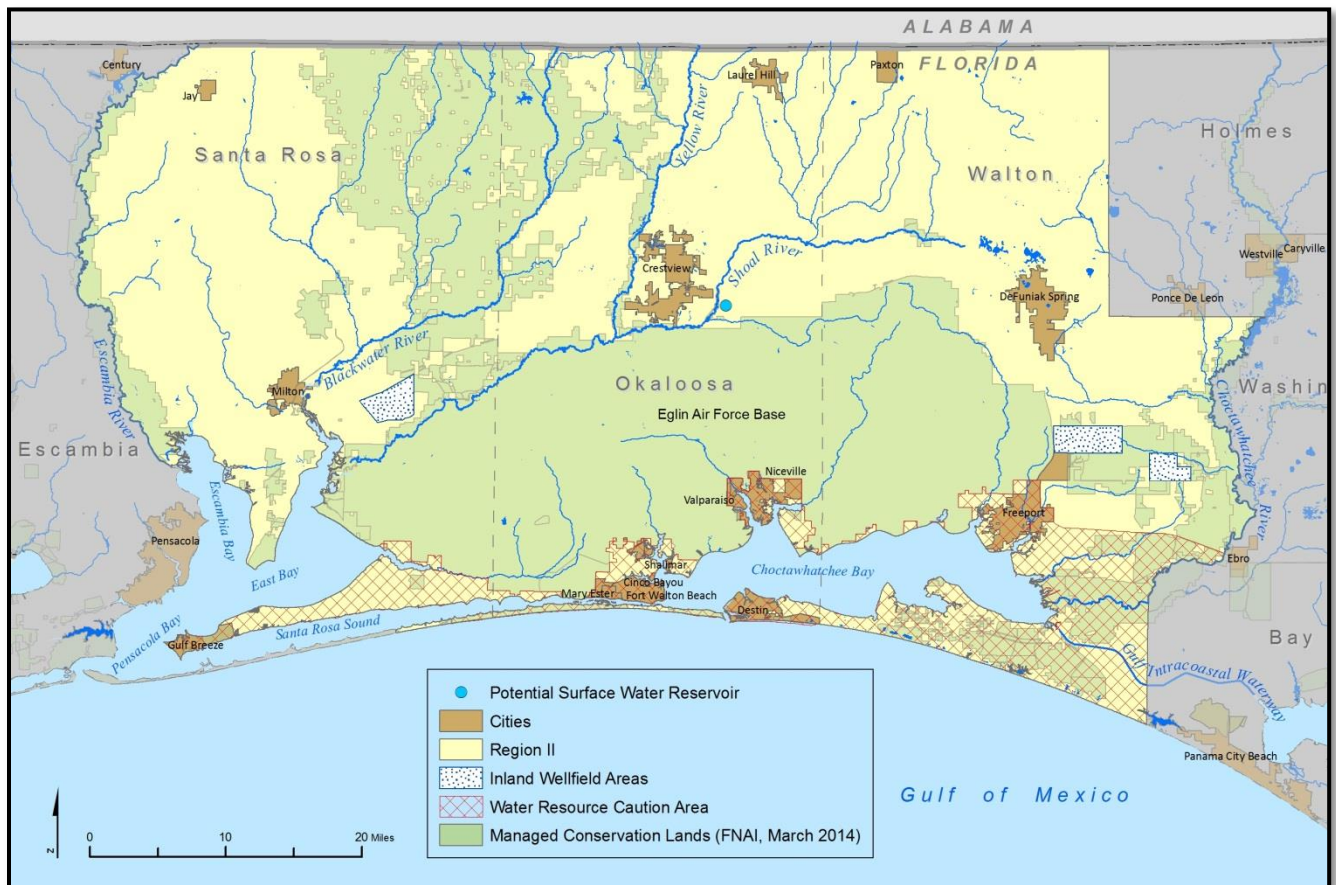 ALABAMA
FLORIDA
Century
Jay
Laurel Hill
Paxton
Holmes
Santa Rosa
Yellow River
Walton
Westville
Caryville
Crestview
Shoal River
DeFuniak Spring
Ponce De Leon
Escambia River
Blackwater River
Milton
Okaloosa
Eglin Air Force Base
Choctawhatchee River
Washin
Escambia
Niceville
Valparaiso
Freeport
Escambia Bay
Pensacola
East Bay
Shalimar
Cinco Bayou
Mary Ester
Fort Walton Beach
Choctawhatchee Bay
Destin
Ebro
Pensacola Bay
Gulf Breeze
Santa Rosa Sound
Bay
Gulf Intracoastal Waterway
Panama City Beach
Gulf of Mexico
Potential Surface Water Reservoir
Cities
Region II
Inland Wellfield Areas
Water Resource Caution Area
Managed Conservation Lands (FNAI, March 2014)
N
0 10 20 Miles